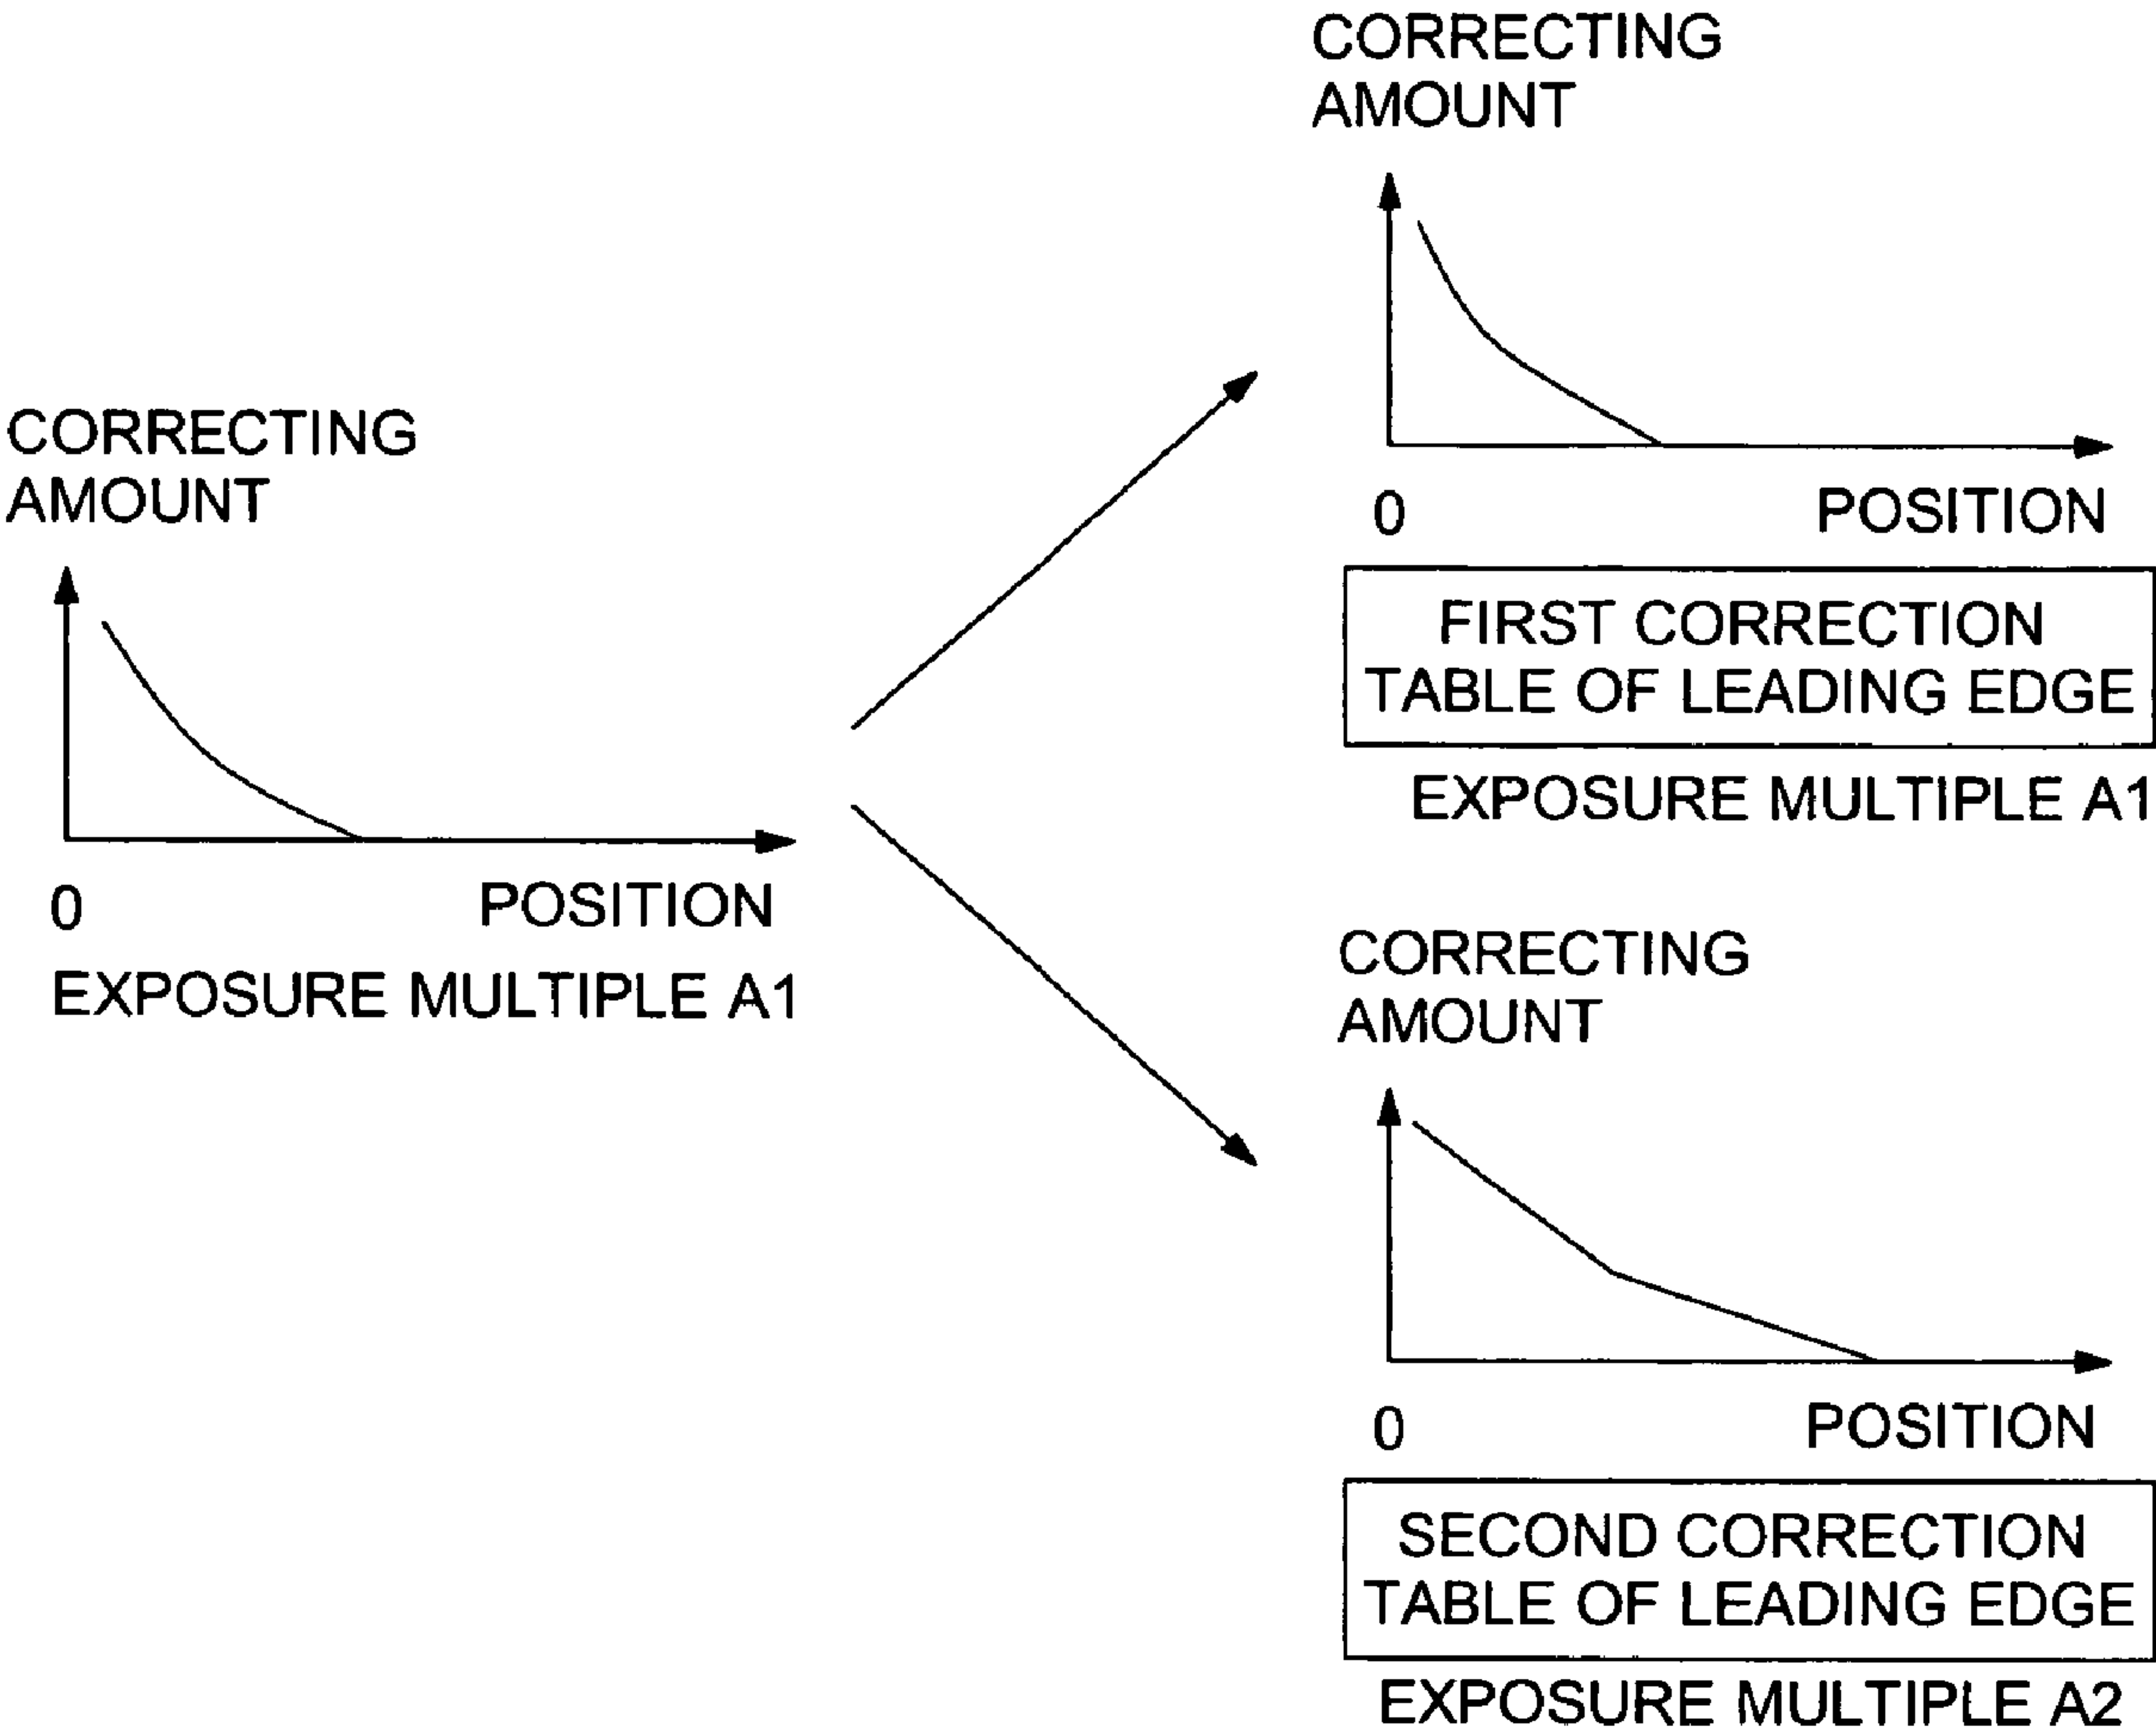 CORRECTING
AMOUNT
0
POSITION
EXPOSURE MULTIPLE A1
CORRECTING
AMOUNT
0
POSITION
FIRST CORRECTION
TABLE OF LEADING EDGE
EXPOSURE MULTIPLE A1
CORRECTING
AMOUNT
0
POSITION
SECOND CORRECTION
TABLE OF LEADING EDGE
EXPOSURE MULTIPLE A2